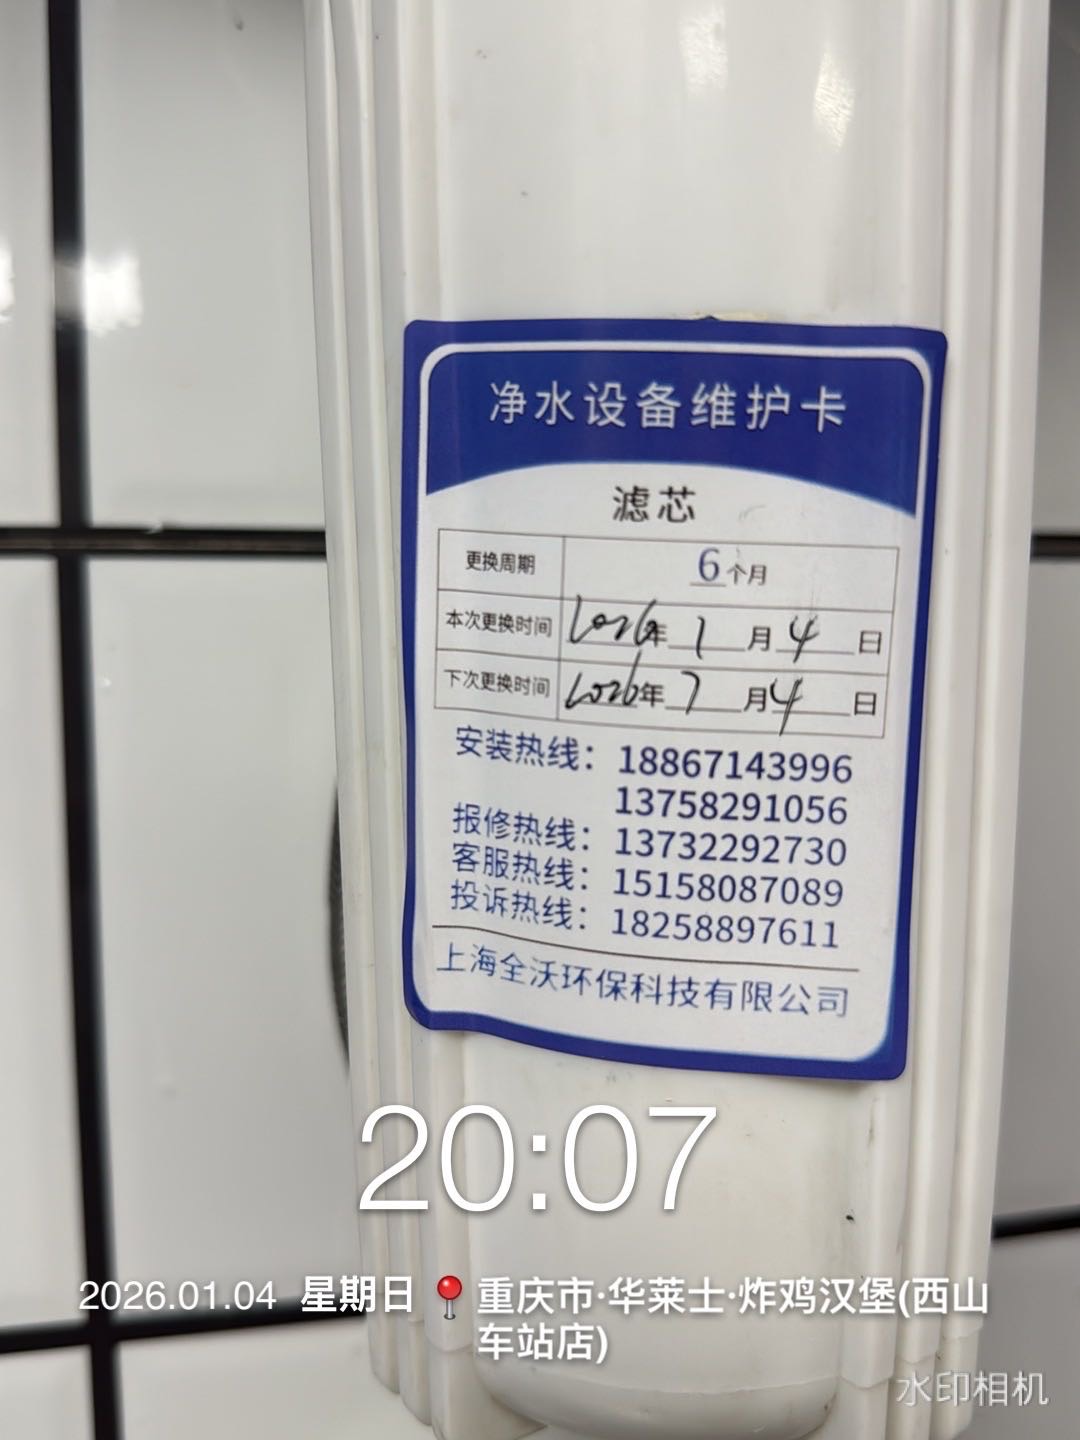 净水设备维护卡
滤芯
更换周期 6个月
本次更换时间 2026年1月4日
下次更换时间 2026年7月4日
安装热线：18867143996
13758291056
报修热线：13732292730
客服热线：15158087089
投诉热线：18258897611
上海全沃环保科技有限公司
20:07
2026.01.04 星期日 重庆市·华莱士·炸鸡汉堡(西山
车站店)
水印相机